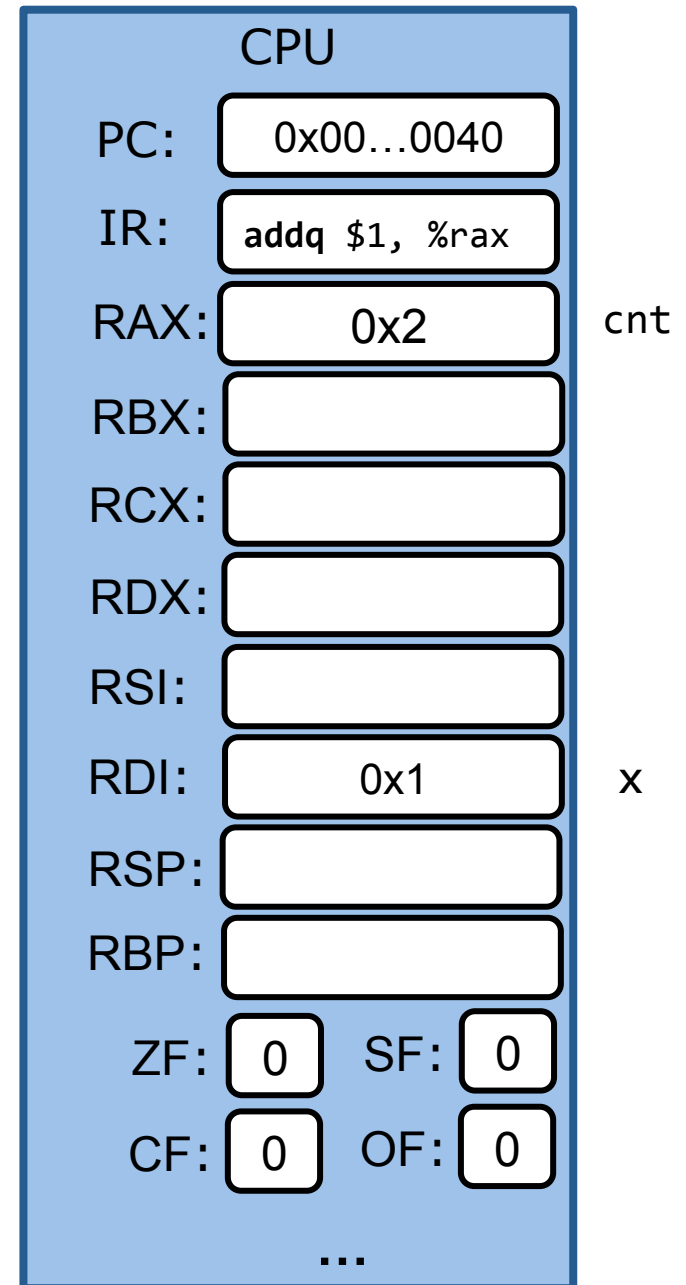 CPU
PC: 0x00...0040
IR: addq $1, %rax
RAX: 0x2 cnt
RBX:
RCX:
RDX:
RSI:
RDI: 0x1 x
RSP:
RBP:
ZF: 0 SF: 0
CF: 0 OF: 0
...